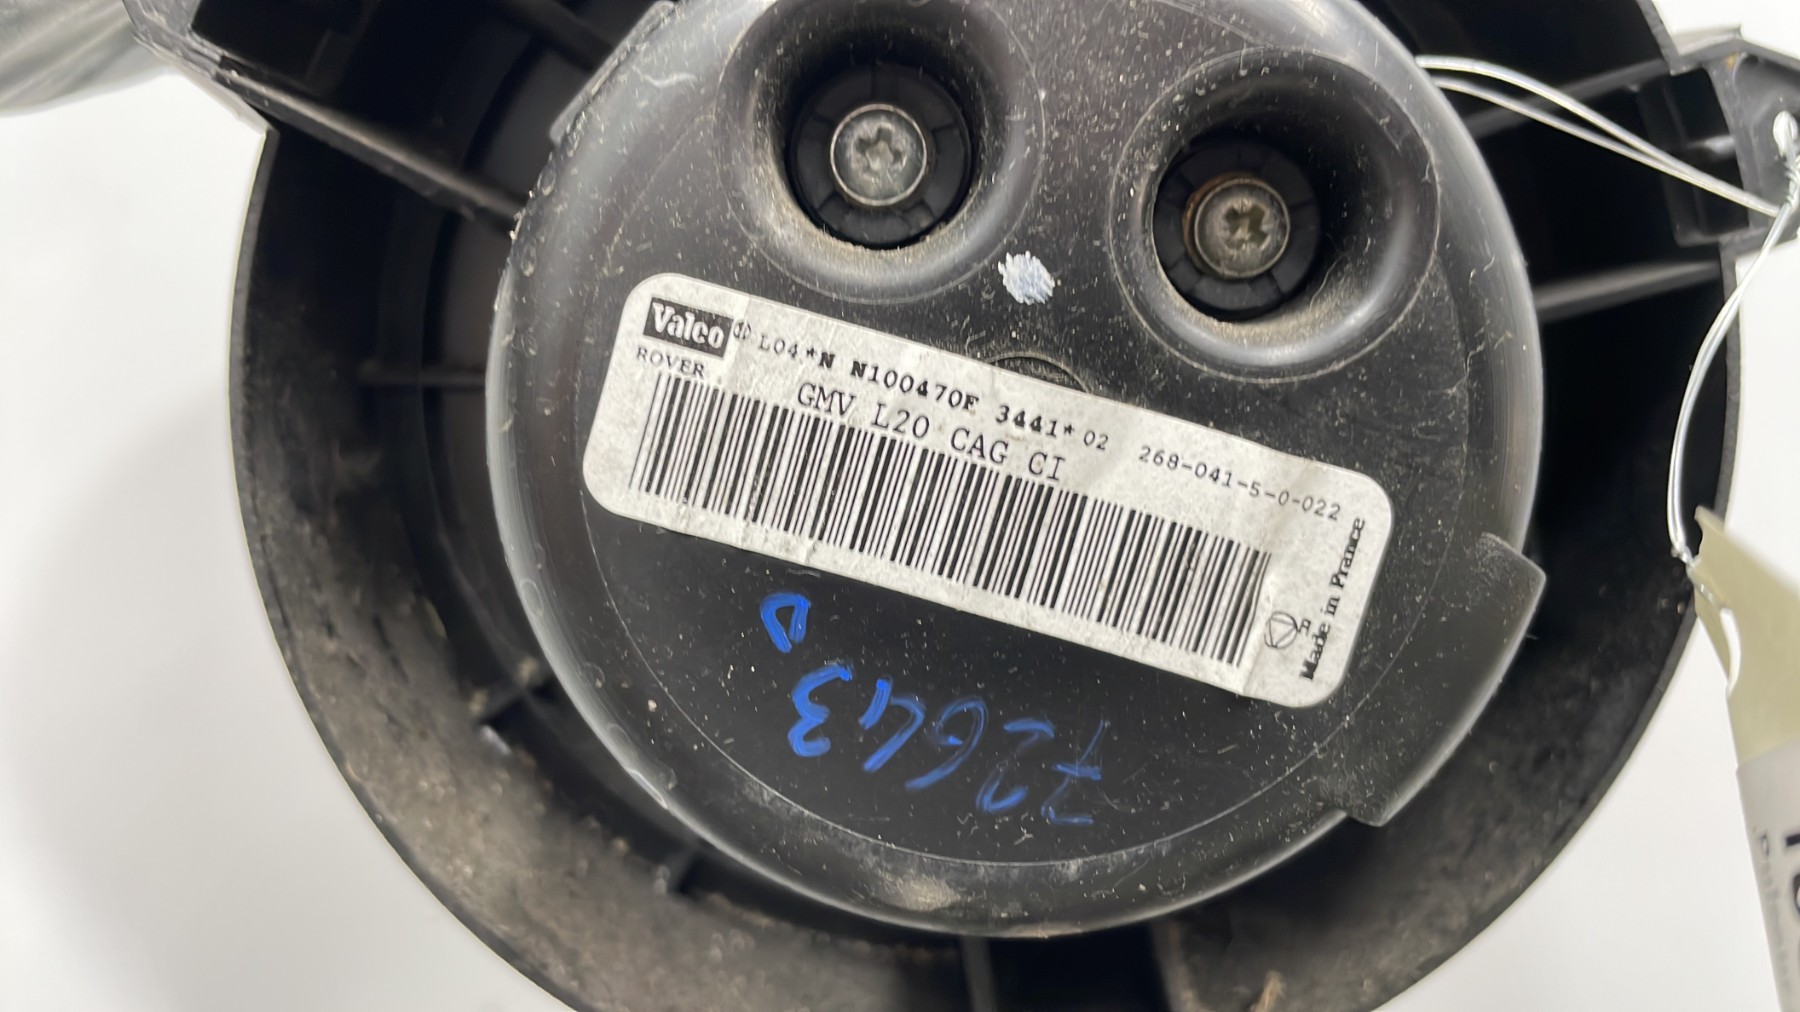 Valeo L04*N N100470F 3441* 02 268-041-5-0-022
ROVER GMV L20 CAG CI
Made in France
72643